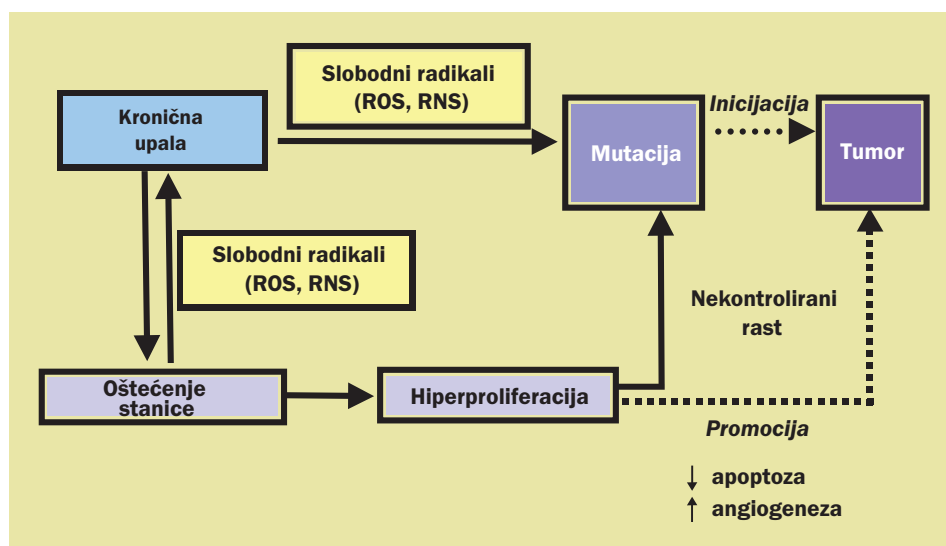 Slobodni radikali
(ROS, RNS)
Kronična
upala
Inicijacija
Mutacija
Tumor
Slobodni radikali
(ROS, RNS)
Nekontrolirani
rast
Oštećenje
stanice
Hiperproliferacija
Promocija
↓ apoptoza
↑ angiogeneza